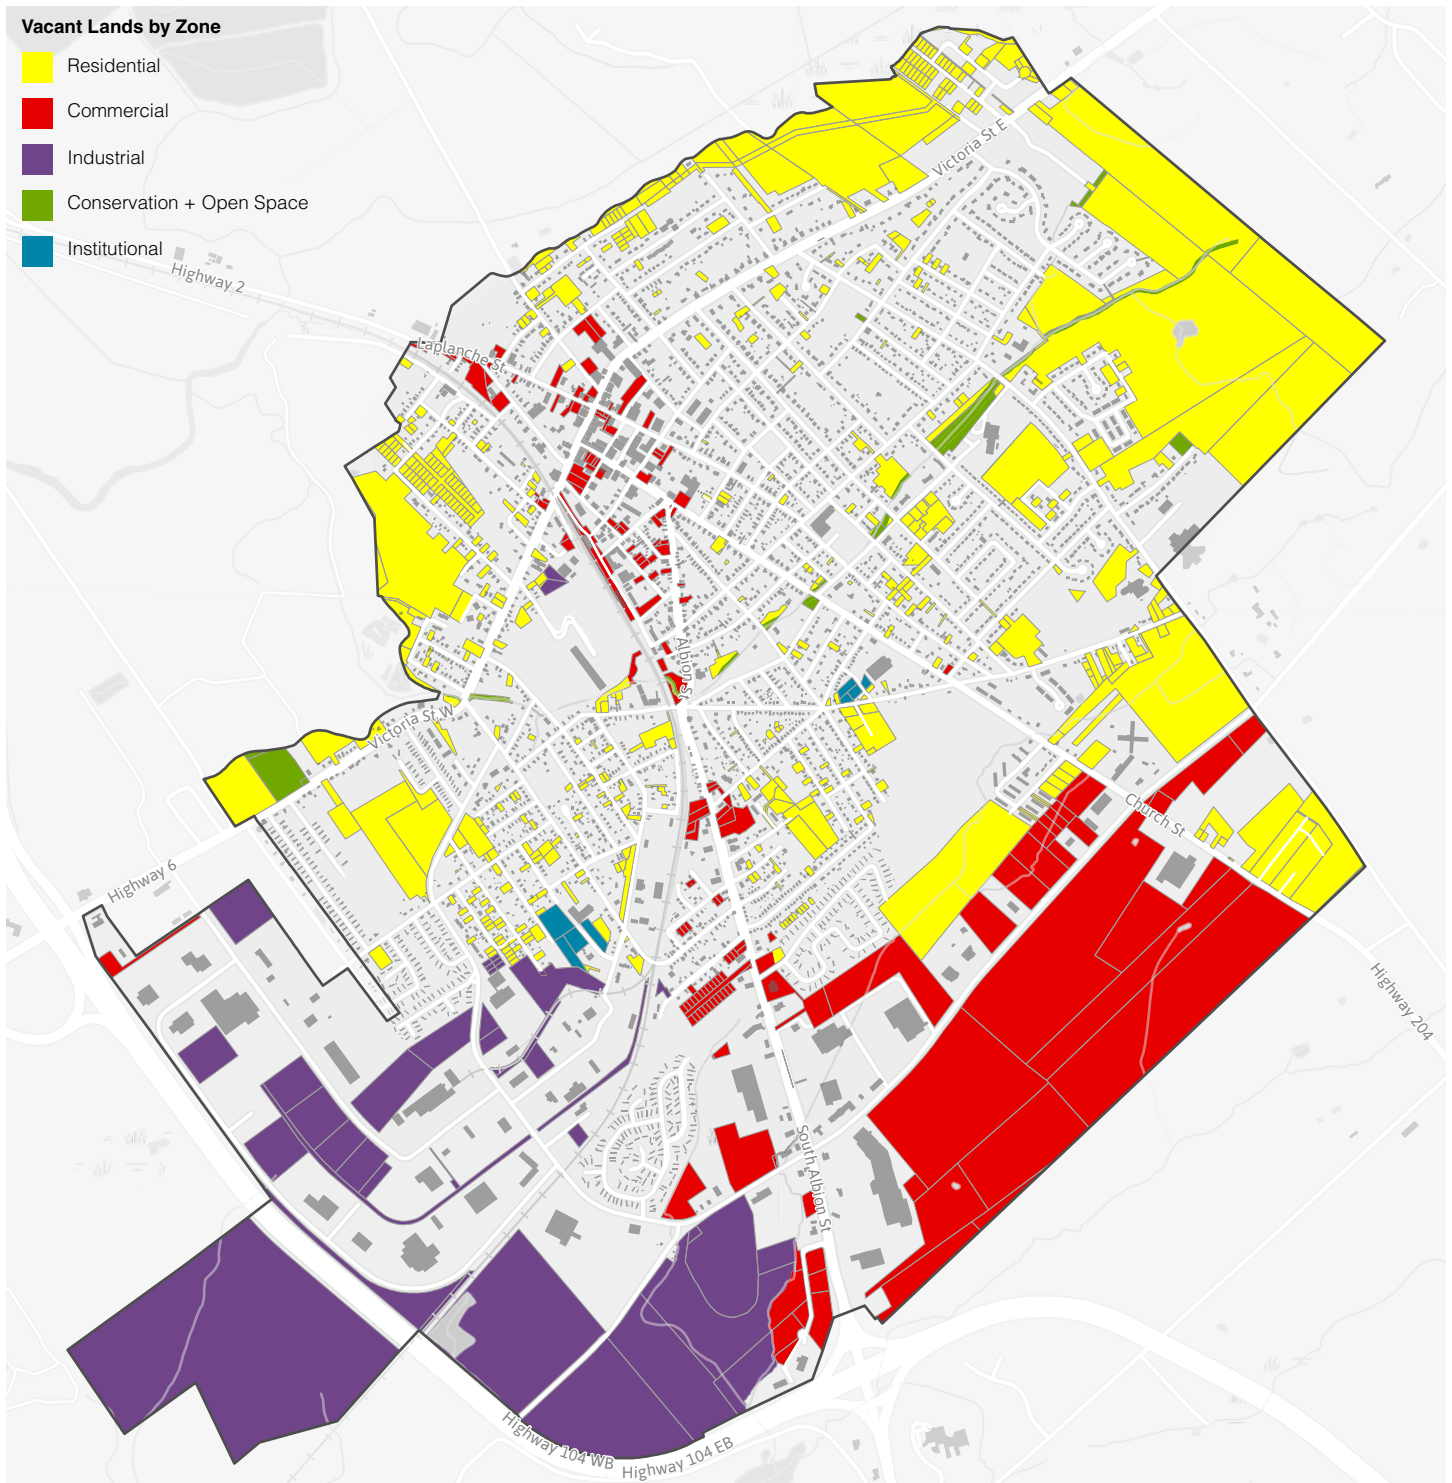 Vacant Lands by Zone
Residential
Commercial
Industrial
Conservation + Open Space
Institutional
Victoria St E
Highway 2
Laplanche St
Albion St
Victoria St W
Church St
Highway 6
Highway 204
South Albion St
Highway 104 WB
Highway 104 EB